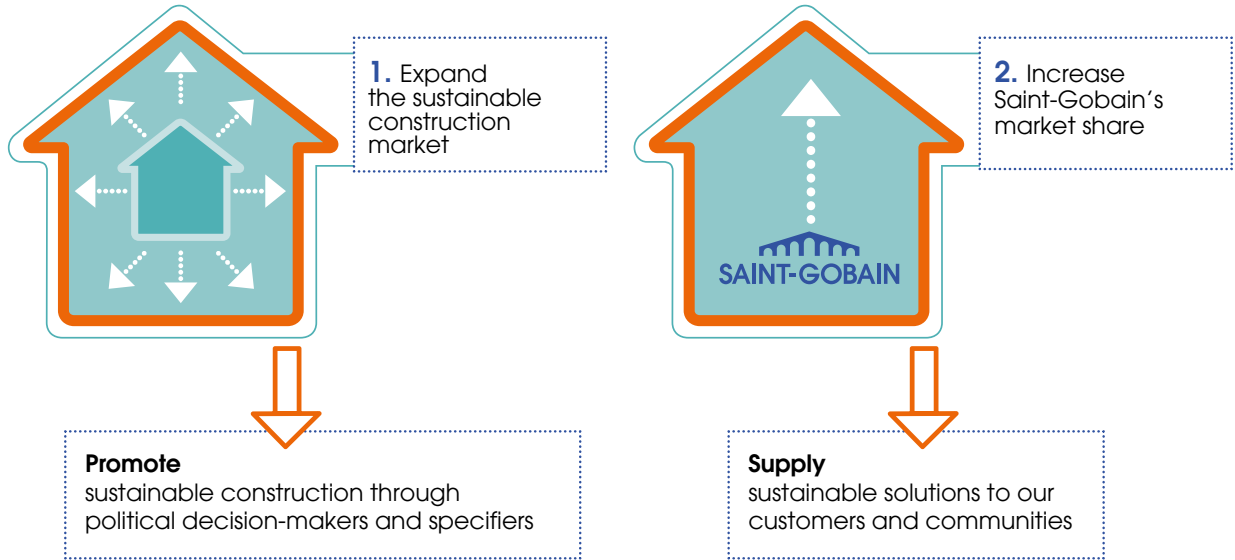 1. Expand
the sustainable
construction
market
2. Increase
Saint-Gobain's
market share
SAINT-GOBAIN
Promote
sustainable construction through
political decision-makers and specifiers
Supply
sustainable solutions to our
customers and communities